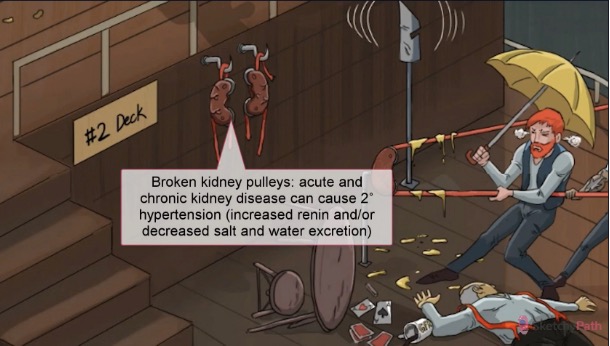 #2 Deck
Broken kidney pulleys: acute and
chronic kidney disease can cause 2°
hypertension (increased renin and/or
decreased salt and water excretion)
sketchyPath